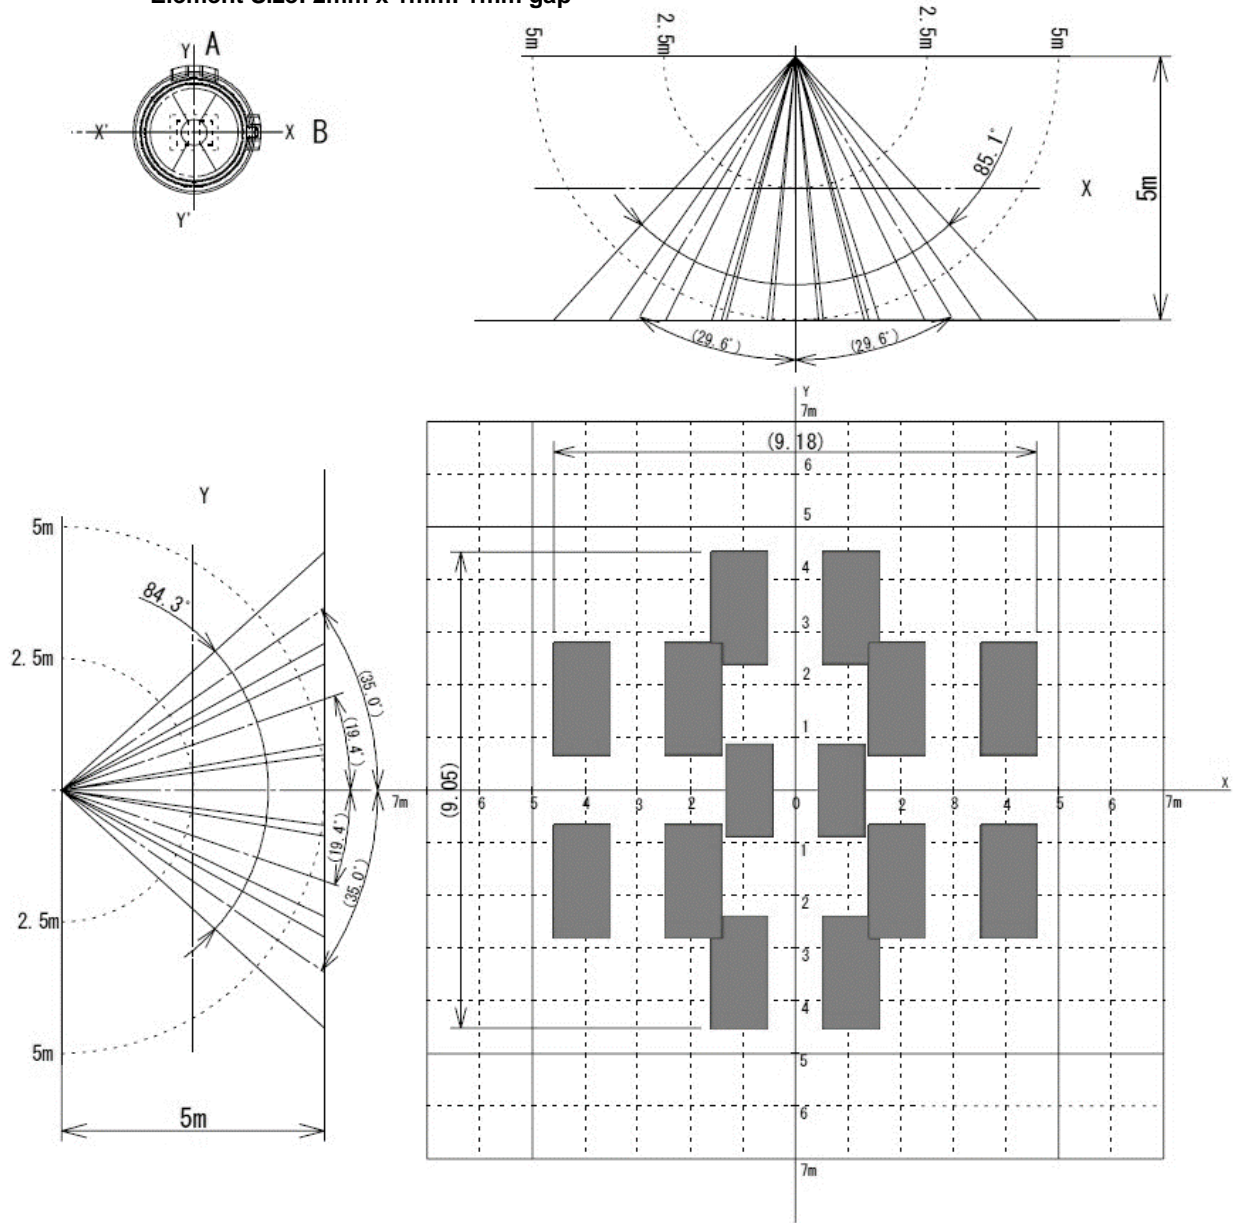 Element Size: 2mm x 1mm. 1mm gap
Y A
X' X B
Y'
5m 2.5m 2.5m 5m
85.1°
X
5m
(29.6°) (29.6°)
Y
7m
(9.18)
6
Y
5m
5
84.3°
4
3
2.5m
(35.0°)
2
(19.4°)
1
(9.05)
X
7m 6 5 4 3 2 0 2 3 4 5 6 7m
(19.4°)
1
(35.0°)
2
2.5m
3
4
5m
5
5m
6
7m